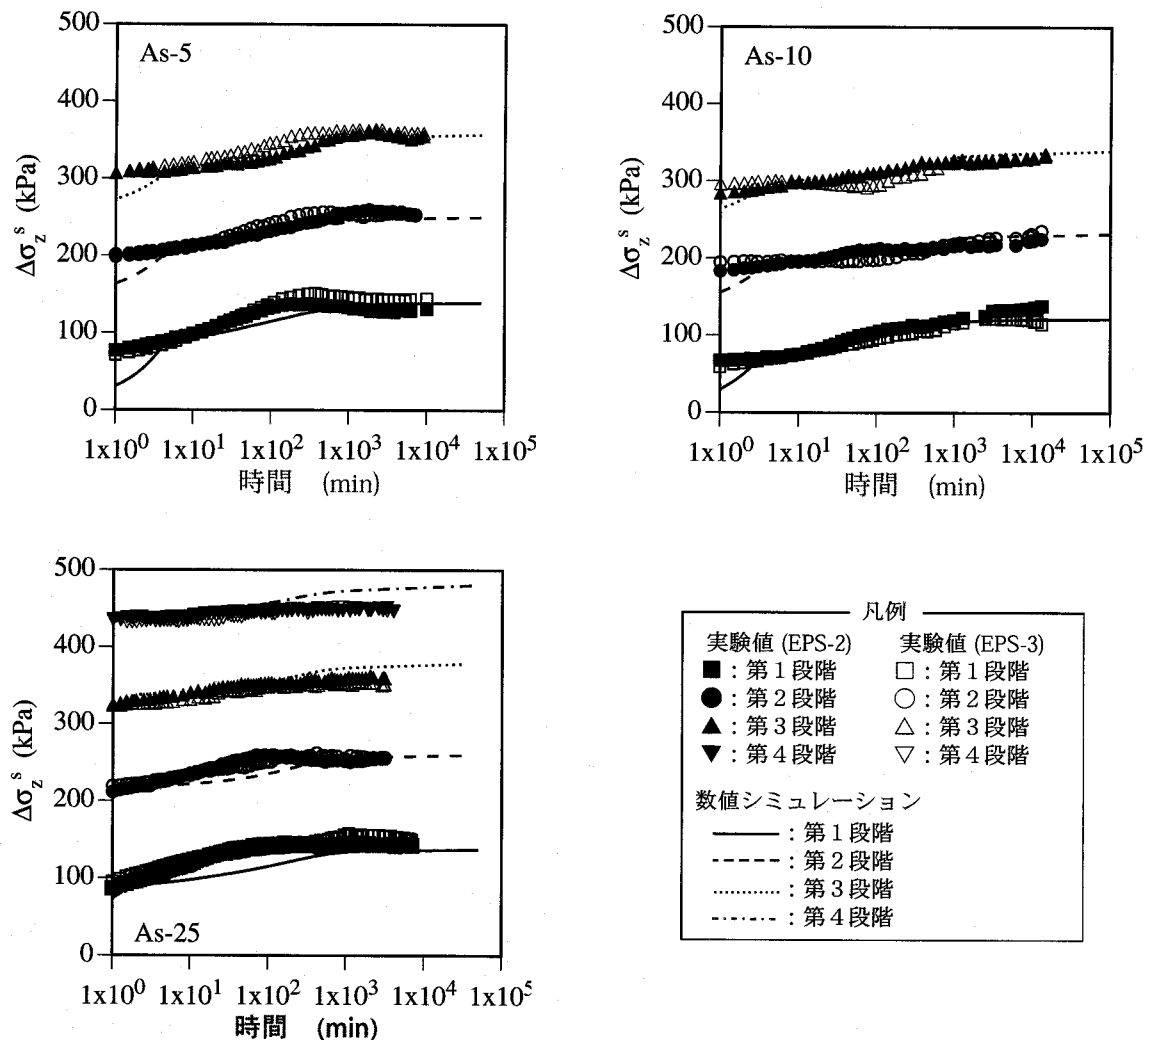 As-5
500
400
300
200
100
0
Δσz^s (kPa)
1x10^0 1x10^1 1x10^2 1x10^3 1x10^4 1x10^5
時間 (min)
As-10
500
400
300
200
100
0
Δσz^s (kPa)
1x10^0 1x10^1 1x10^2 1x10^3 1x10^4 1x10^5
時間 (min)
As-25
500
400
300
200
100
0
Δσz^s (kPa)
1x10^0 1x10^1 1x10^2 1x10^3 1x10^4 1x10^5
時間 (min)
凡例
実験値 (EPS-2) 実験値 (EPS-3)
■ : 第1段階 □ : 第1段階
● : 第2段階 ○ : 第2段階
▲ : 第3段階 △ : 第3段階
▼ : 第4段階 ▽ : 第4段階
数値シミュレーション
: 第1段階
: 第2段階
: 第3段階
: 第4段階